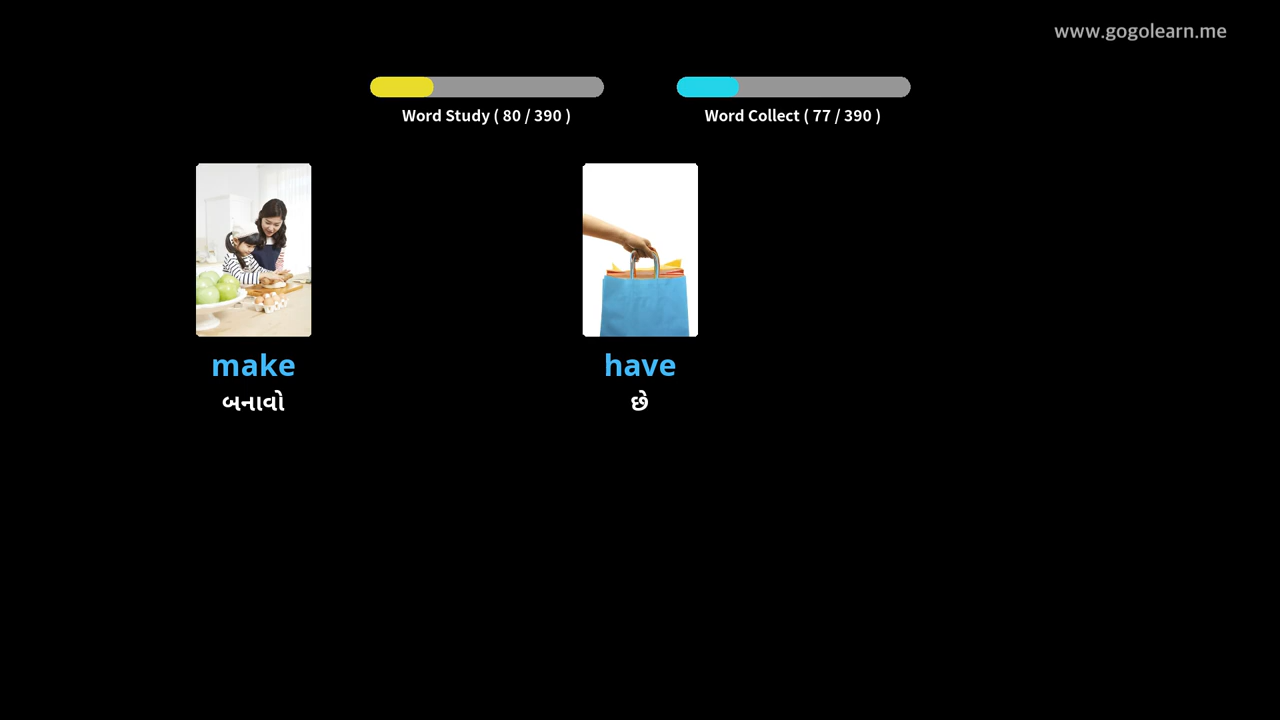 www.gogolearn.me
Word Study ( 80 / 390 )
Word Collect ( 77 / 390 )
make
બનાવો
have
છે